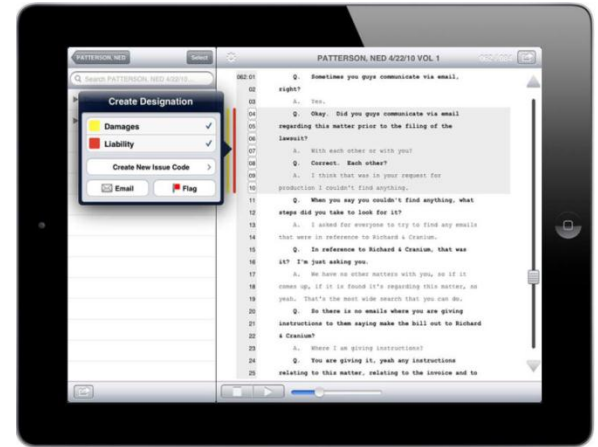 PATTERSON, NED
Select
PATTERSON, NED 4/22/10 VOL 1
Search PATTERSON, NED 4/22/10...
Create Designation
Damages
Liability
Create New Issue Code
Email
Flag
062:01 Q. Sometimes you guys communicate via email,
02 right?
03 A. Yes.
04 Q. Okay. Did you guys communicate via email
05 regarding this matter prior to the filing of the
06 lawsuit?
07 A. With each other or with you?
08 Q. Correct. Each other?
09 A. I think that was in your request for
10 production I couldn't find anything.
11 Q. When you say you couldn't find anything, what
12 steps did you take to look for it?
13 A. I asked for everyone to try to find any emails
14 that were in reference to Richard & Cranium.
15 Q. In reference to Richard & Cranium, that was
16 it? I'm just asking you.
17 A. We have no other matters with you, so if it
18 comes up, if it is found it's regarding this matter, so
19 yeah. That's the most wide search that you can do.
20 Q. So there is no emails where you are giving
21 instructions to them saying make the bill out to Richard
22 & Cranium?
23 A. Where I am giving instructions?
24 Q. You are giving it, yeah any instructions
25 relating to this matter, relating to the invoice and to